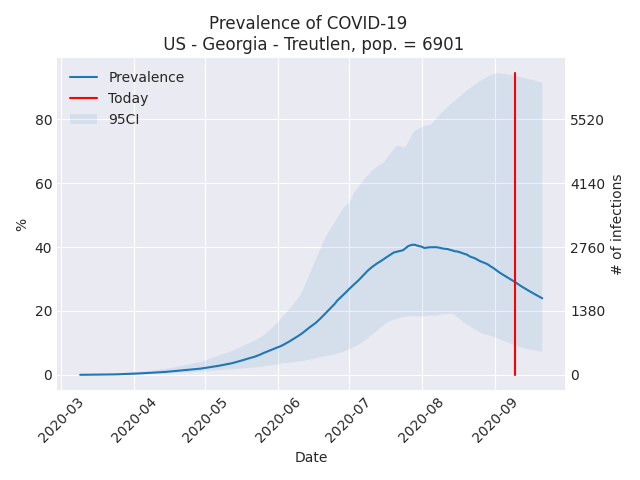 Prevalence of COVID-19
US - Georgia - Treutlen, pop. = 6901
Prevalence
Today
95CI
80
60
40
20
0
%
5520
4140
2760
1380
0
# of infections
2020-03
2020-04
2020-05
2020-06
2020-07
2020-08
2020-09
Date